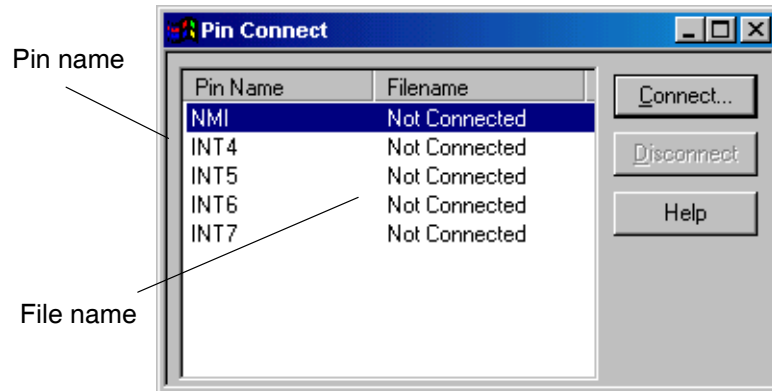 Pin Connect
Pin name
Pin Name Filename
Connect...
NMI Not Connected
INT4 Not Connected
Disconnect
INT5 Not Connected
INT6 Not Connected
Help
INT7 Not Connected
File name